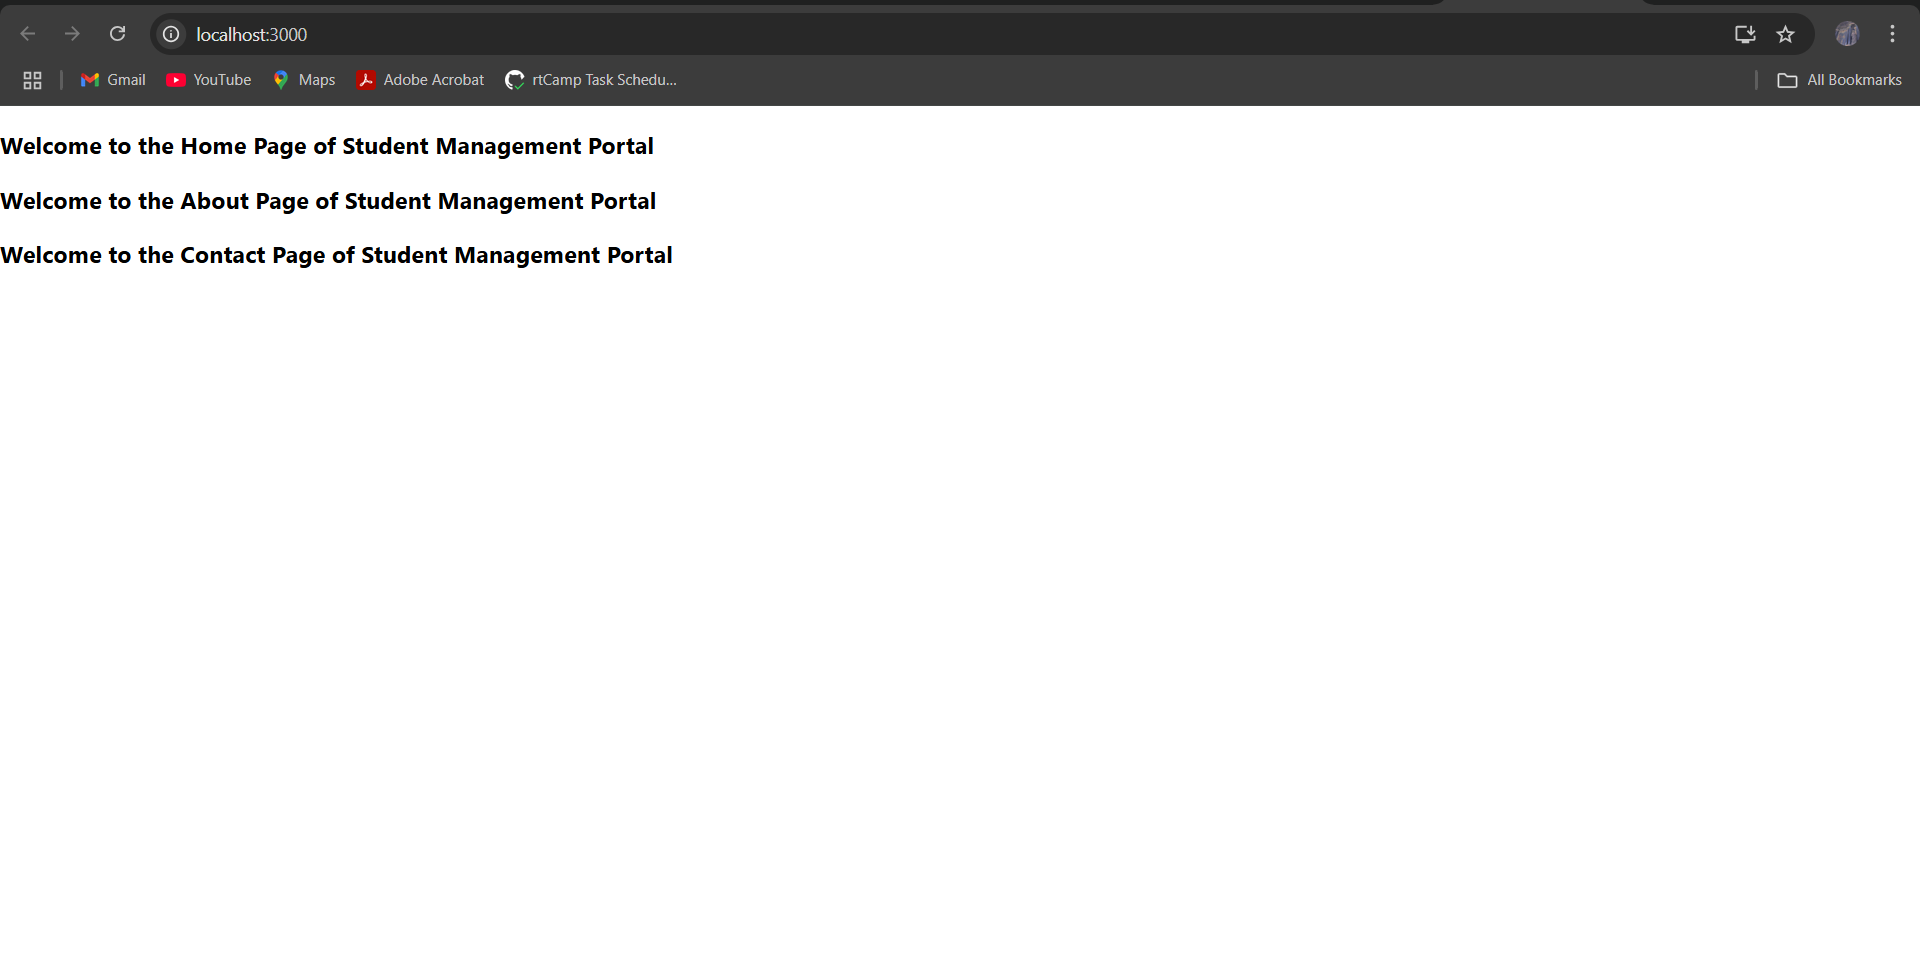 localhost:3000
Gmail YouTube Maps Adobe Acrobat rtCamp Task Schedu... All Bookmarks
Welcome to the Home Page of Student Management Portal
Welcome to the About Page of Student Management Portal
Welcome to the Contact Page of Student Management Portal